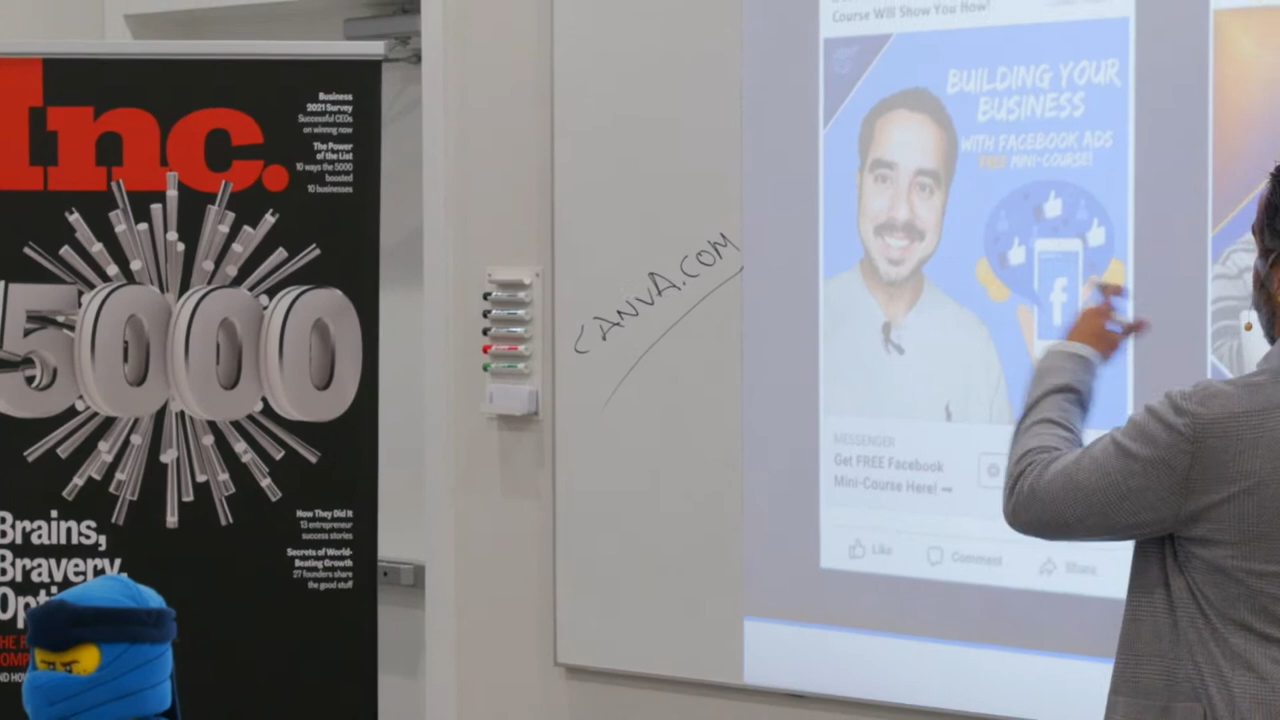 Inc.
Business
2021 Survey
Successful CEOs
on winning now
The Power
of the List
10 ways the 5000
boosted
10 businesses
5000
Brains,
Bravery,
How They Did It
13 entrepreneur
success stories
Secrets of World-
Beating Growth
27 founders share
the good stuff
CANVA.COM
Course Will Show You How!
BUILDING YOUR
BUSINESS
WITH FACEBOOK ADS
FREE MINI-COURSE!
f
MESSENGER
Get FREE Facebook
Mini-Course Here!
Like
Comment
Share